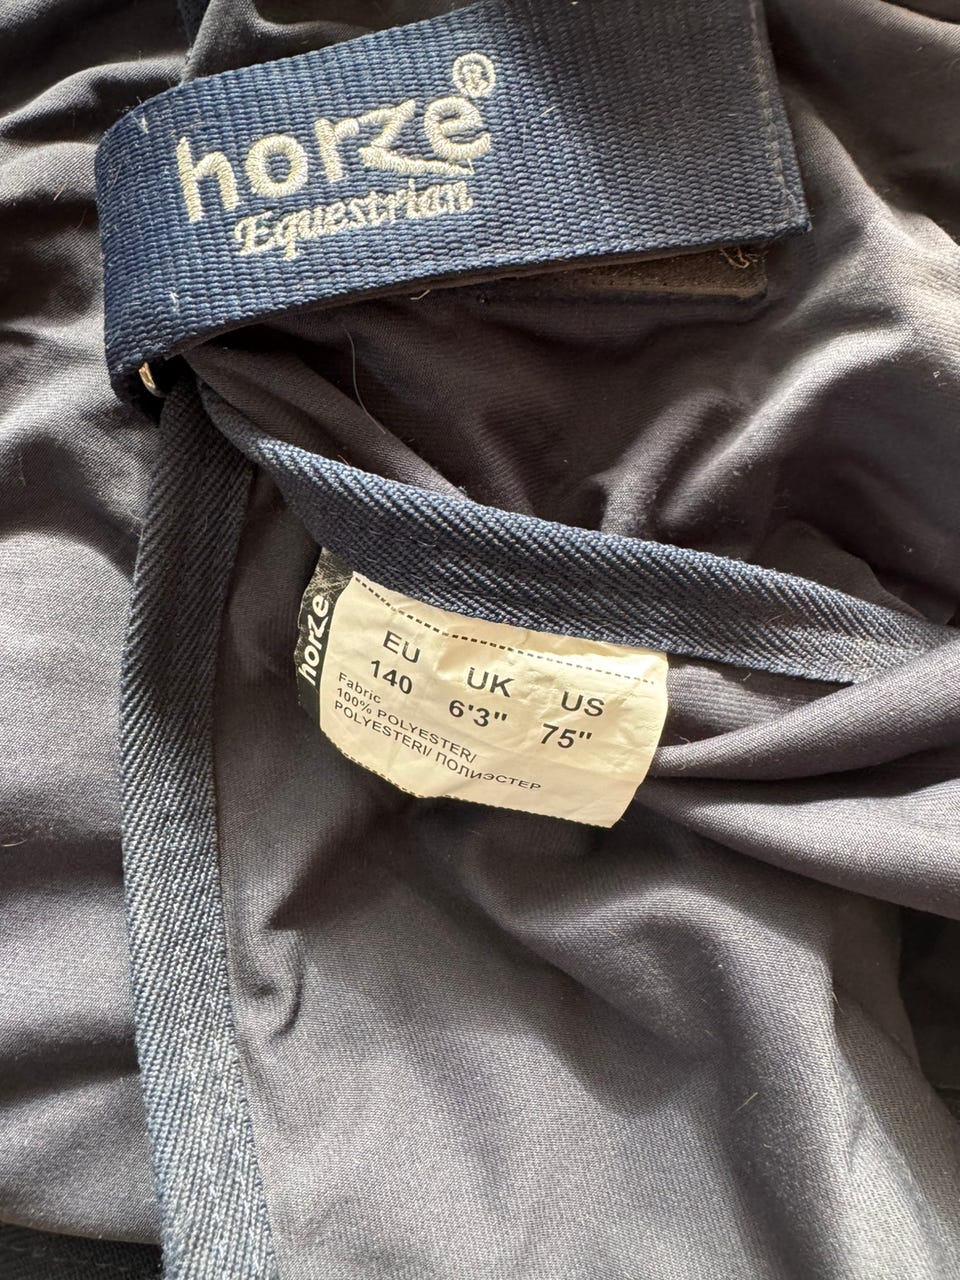 horze®
Equestrian
horze
EU UK US
140 6'3" 75"
Fabric
100% POLYESTER/
POLYESTERI/ ПОЛИЭСТЕР